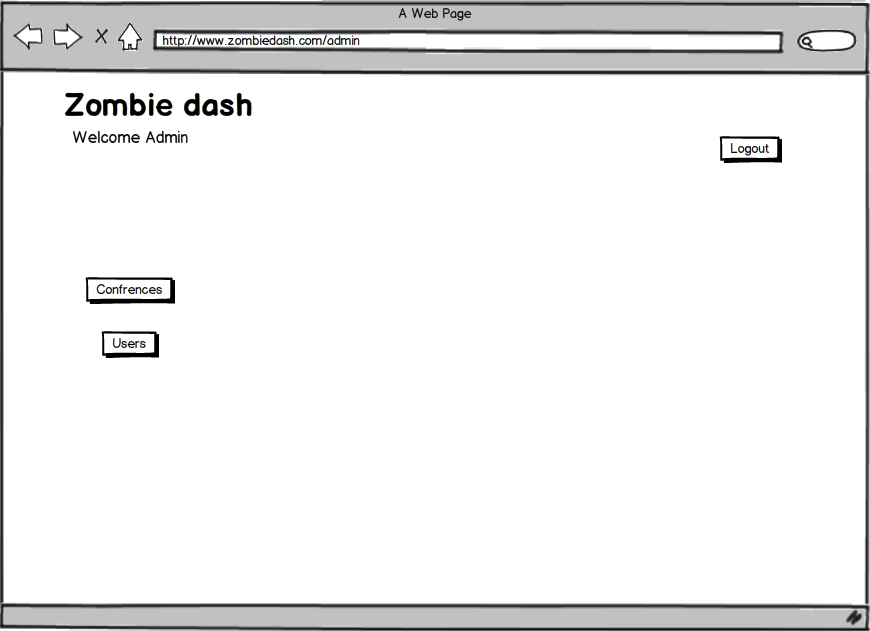 A Web Page
http://www.zombiedash.com/admin
Zombie dash
Welcome Admin
Logout
Confrences
Users